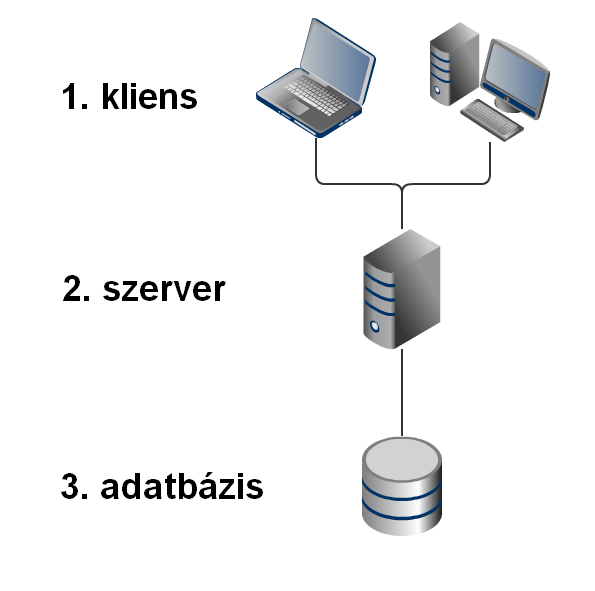 1. kliens
2. szerver
3. adatbázis